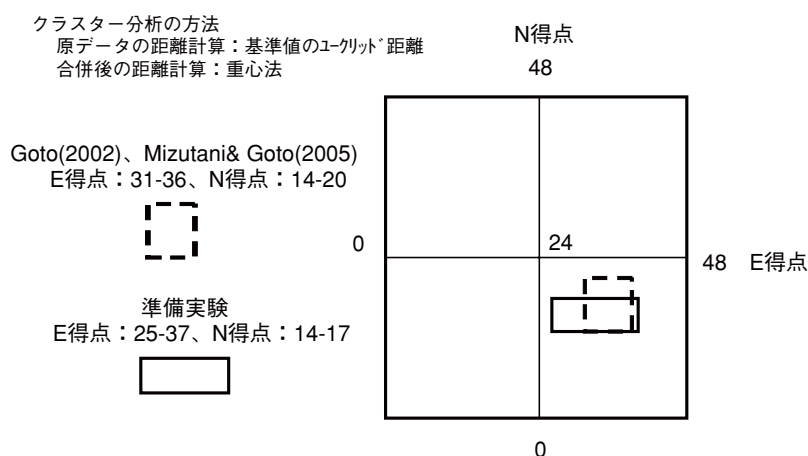 クラスター分析の方法
原データの距離計算：基準値のﾕｰｸﾘｯﾄﾞ距離
合併後の距離計算：重心法
N得点
48
Goto(2002)、Mizutani& Goto(2005)
E得点：31-36、N得点：14-20
0
24
48 E得点
準備実験
E得点：25-37、N得点：14-17
0